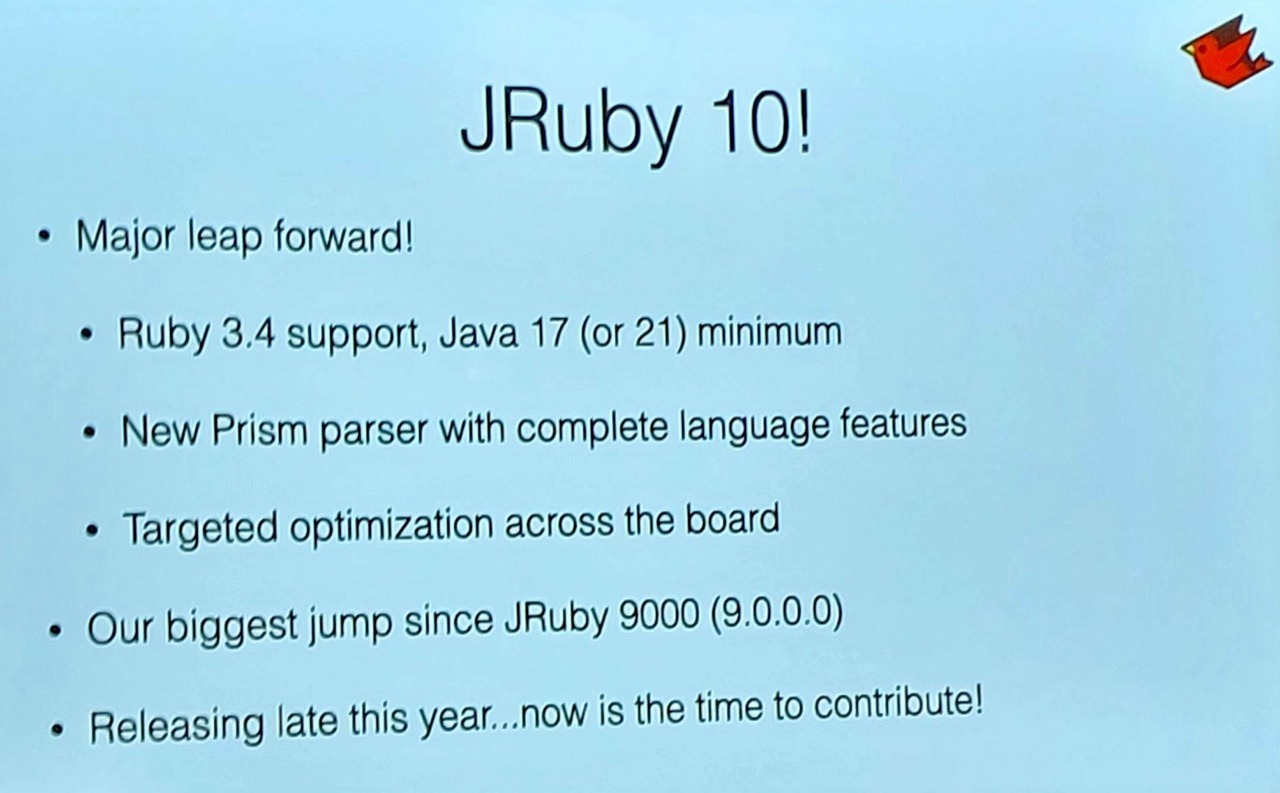 JRuby 10!
• Major leap forward!
• Ruby 3.4 support, Java 17 (or 21) minimum
• New Prism parser with complete language features
• Targeted optimization across the board
• Our biggest jump since JRuby 9000 (9.0.0.0)
• Releasing late this year...now is the time to contribute!